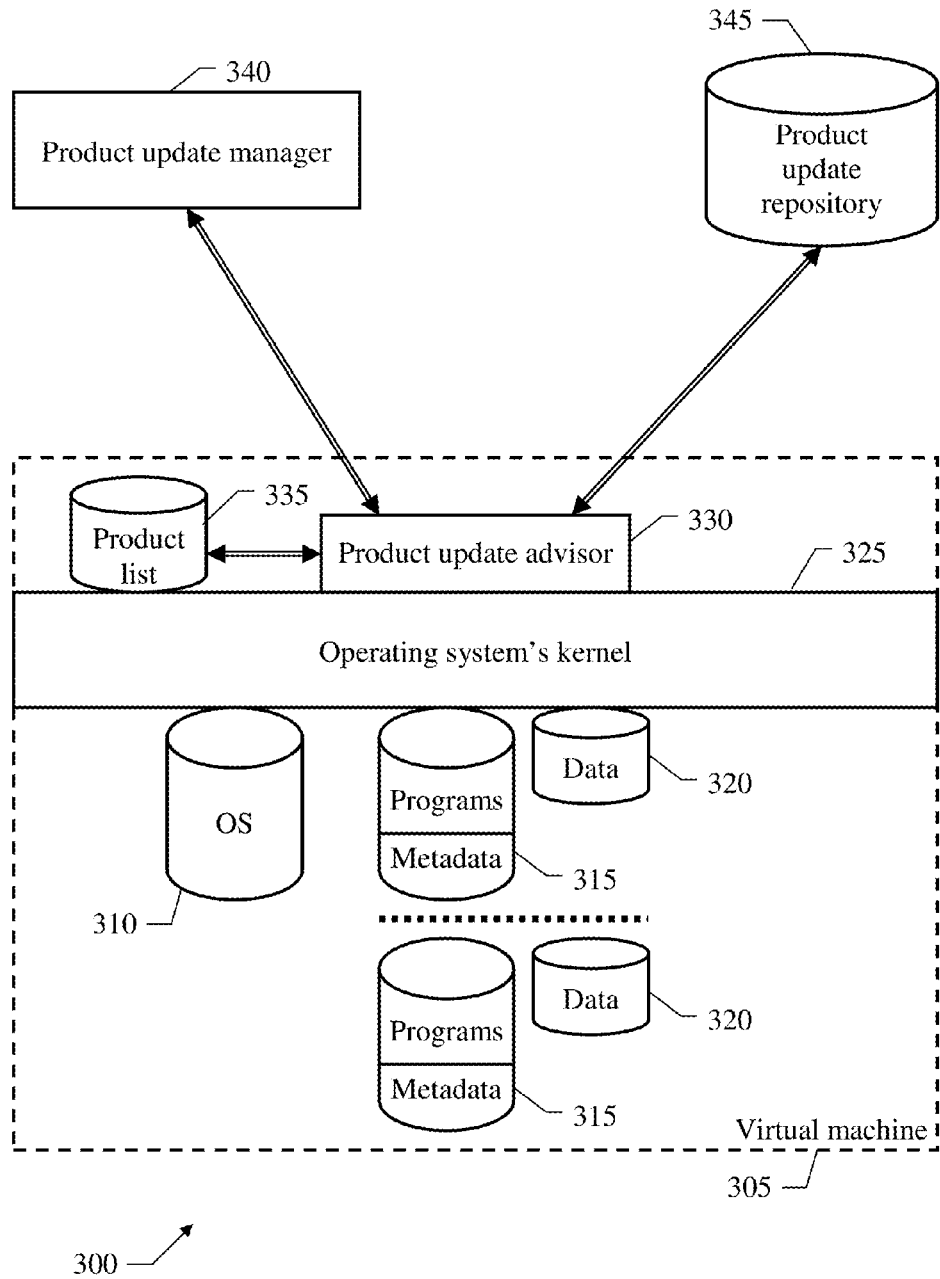 345
340
Product update manager
Product
update
repository
335
330
Product
list
Product update advisor
325
Operating system's kernel
OS
Programs
Metadata
Data
320
315
310
Programs
Metadata
Data
320
315
Virtual machine
305
300